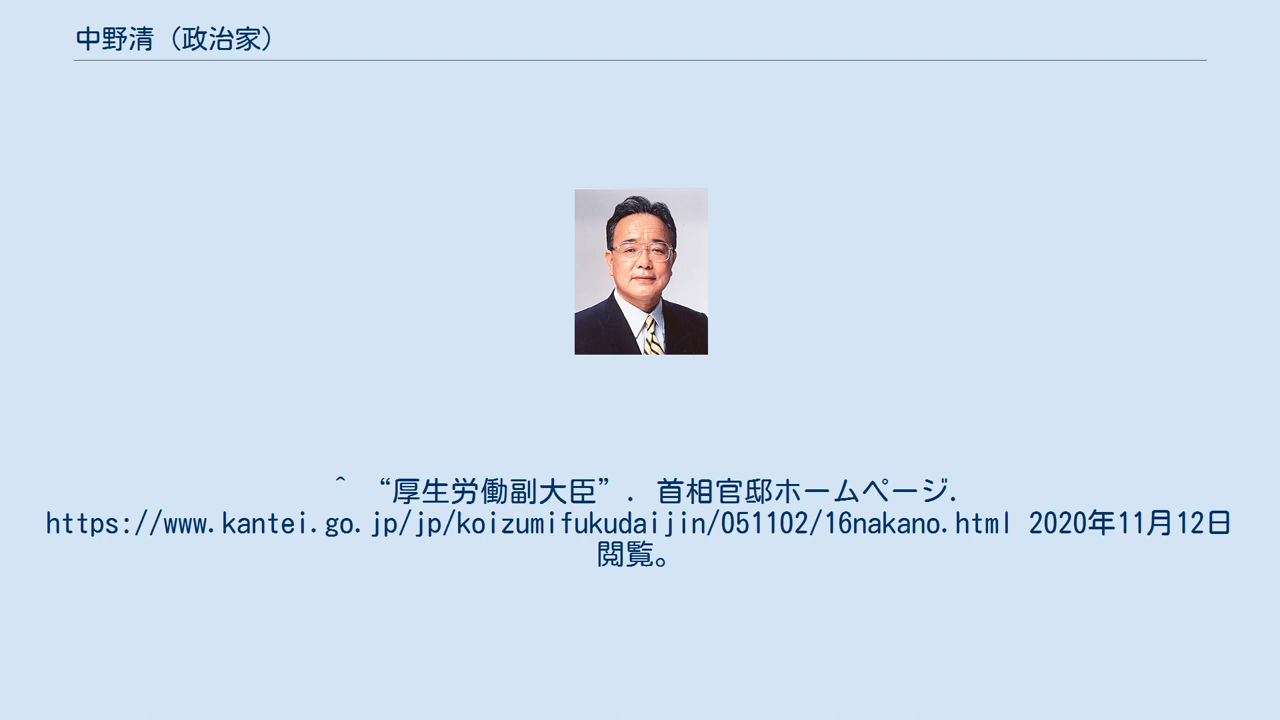 中野清（政治家）
^ “厚生労働副大臣”. 首相官邸ホームページ.
https://www.kantei.go.jp/jp/koizumifukudaijin/051102/16nakano.html 2020年11月12日
閲覧。